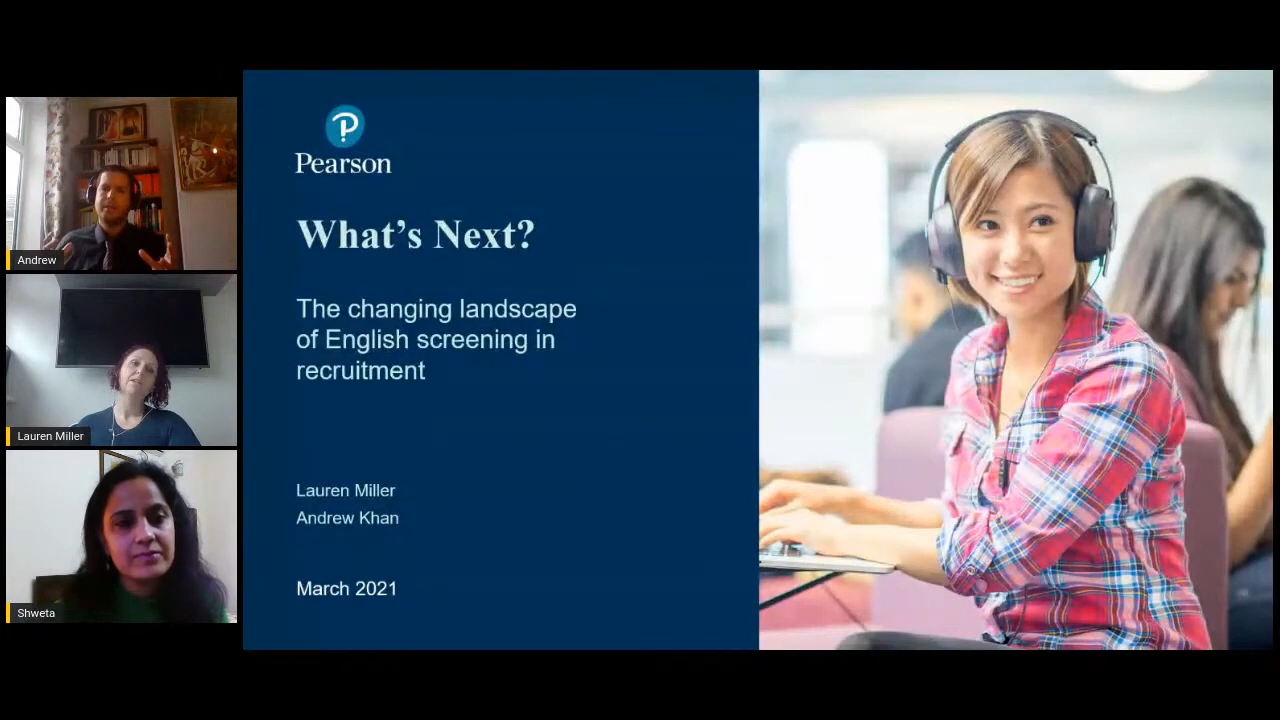 Andrew
Lauren Miller
Shweta
Pearson
What's Next?
The changing landscape
of English screening in
recruitment
Lauren Miller
Andrew Khan
March 2021